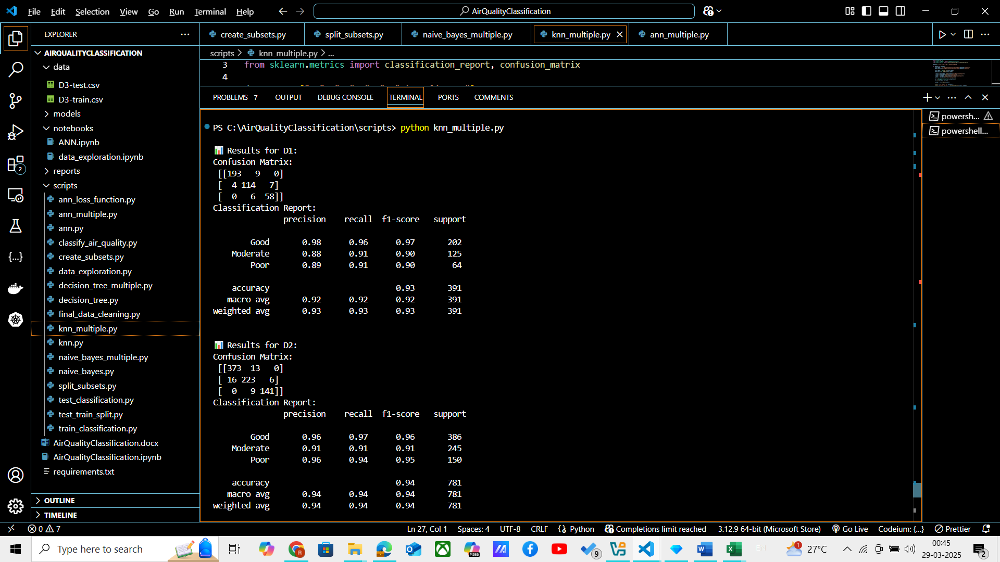 File Edit Selection View Go Run Terminal Help
AirQualityClassification
EXPLORER
AIRQUALITYCLASSIFICATION
data
D3-test.csv
D3-train.csv
models
notebooks
ANN.ipynb
data_exploration.ipynb
reports
scripts
ann_loss_function.py
ann_multiple.py
ann.py
classify_air_quality.py
create_subsets.py
data_exploration.py
decision_tree_multiple.py
decision_tree.py
final_data_cleaning.py
knn_multiple.py
knn.py
naive_bayes_multiple.py
naive_bayes.py
split_subsets.py
test_classification.py
test_train_split.py
train_classification.py
AirQualityClassification.docx
AirQualityClassification.ipynb
requirements.txt
OUTLINE
TIMELINE
2
create_subsets.py split_subsets.py naive_bayes_multiple.py knn_multiple.py ann_multiple.py
scripts > knn_multiple.py > ...
3 from sklearn.metrics import classification_report, confusion_matrix
4
PROBLEMS 7 OUTPUT DEBUG CONSOLE TERMINAL PORTS COMMENTS
powersh...
powershell...
PS C:\AirQualityClassification\scripts> python knn_multiple.py
Results for D1:
Confusion Matrix:
[[193 9 0]
[ 4 114 7]
[ 0 6 58]]
Classification Report:
precision recall f1-score support
Good 0.98 0.96 0.97 202
Moderate 0.88 0.91 0.90 125
Poor 0.89 0.91 0.90 64
accuracy 0.93 391
macro avg 0.92 0.92 0.92 391
weighted avg 0.93 0.93 0.93 391
Results for D2:
Confusion Matrix:
[[373 13 0]
[ 16 223 6]
[ 0 9 141]]
Classification Report:
precision recall f1-score support
Good 0.96 0.97 0.96 386
Moderate 0.91 0.91 0.91 245
Poor 0.96 0.94 0.95 150
accuracy 0.94 781
macro avg 0.94 0.94 0.94 781
weighted avg 0.94 0.94 0.94 781
0 7 Ln 27, Col 1 Spaces: 4 UTF-8 CRLF Python Completions limit reached 3.12.9 64-bit (Microsoft Store) Go Live Codeium: {...} Prettier
Type here to search
M365
9
1
27°C
00:45
29-03-2025
2